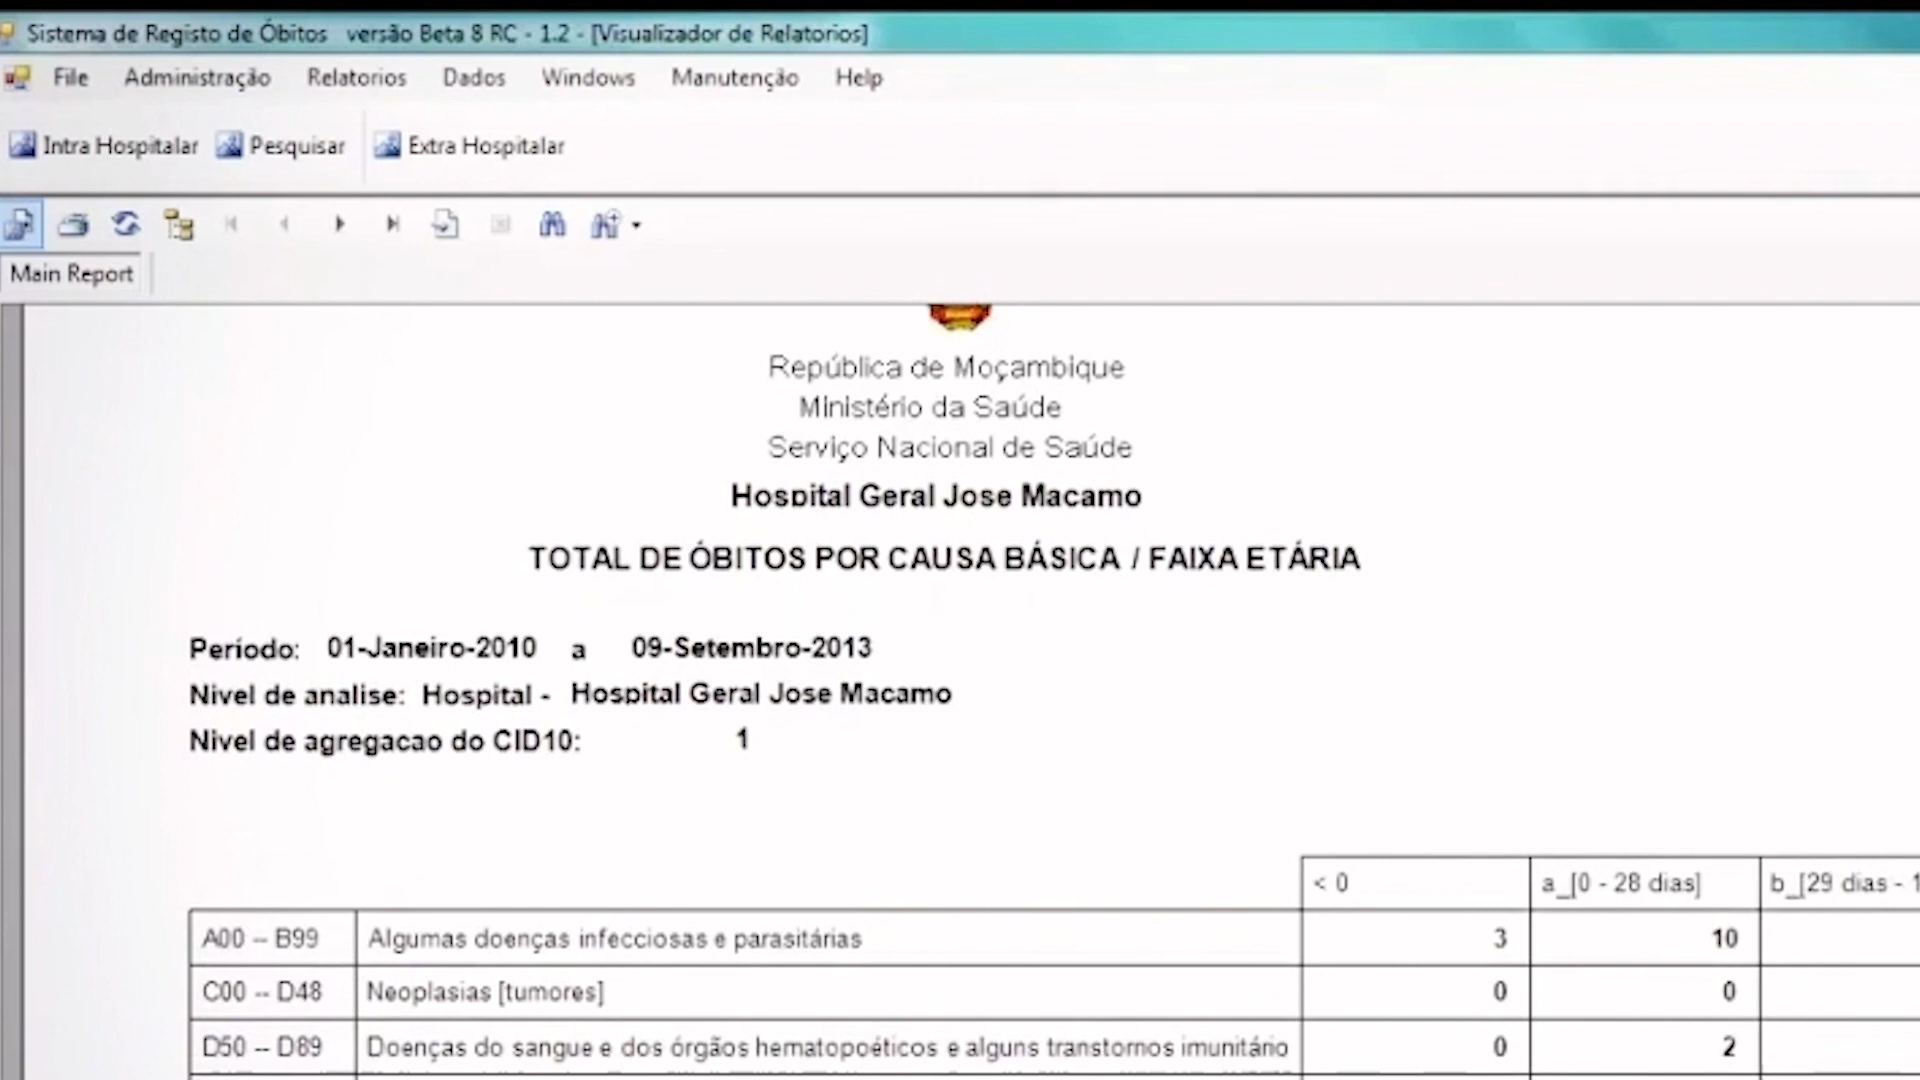 Sistema de Registo de Óbitos versão Beta 8 RC - 1.2 - [Visualizador de Relatorios]
File Administração Relatorios Dados Windows Manutenção Help
Intra Hospitalar Pesquisar Extra Hospitalar
Main Report
República de Moçambique
Ministério da Saúde
Serviço Nacional de Saúde
Hospital Geral Jose Macamo
TOTAL DE ÓBITOS POR CAUSA BÁSICA / FAIXA ETÁRIA
Período: 01-Janeiro-2010 a 09-Setembro-2013
Nivel de analise: Hospital - Hospital Geral Jose Macamo
Nivel de agregacao do CID10: 1
< 0 a_[0 - 28 dias] b_[29 dias - 1
A00 -- B99 Algumas doenças infecciosas e parasitárias 3 10
C00 -- D48 Neoplasias [tumores] 0 0
D50 -- D89 Doenças do sangue e dos órgãos hematopoéticos e alguns transtornos imunitário 0 2